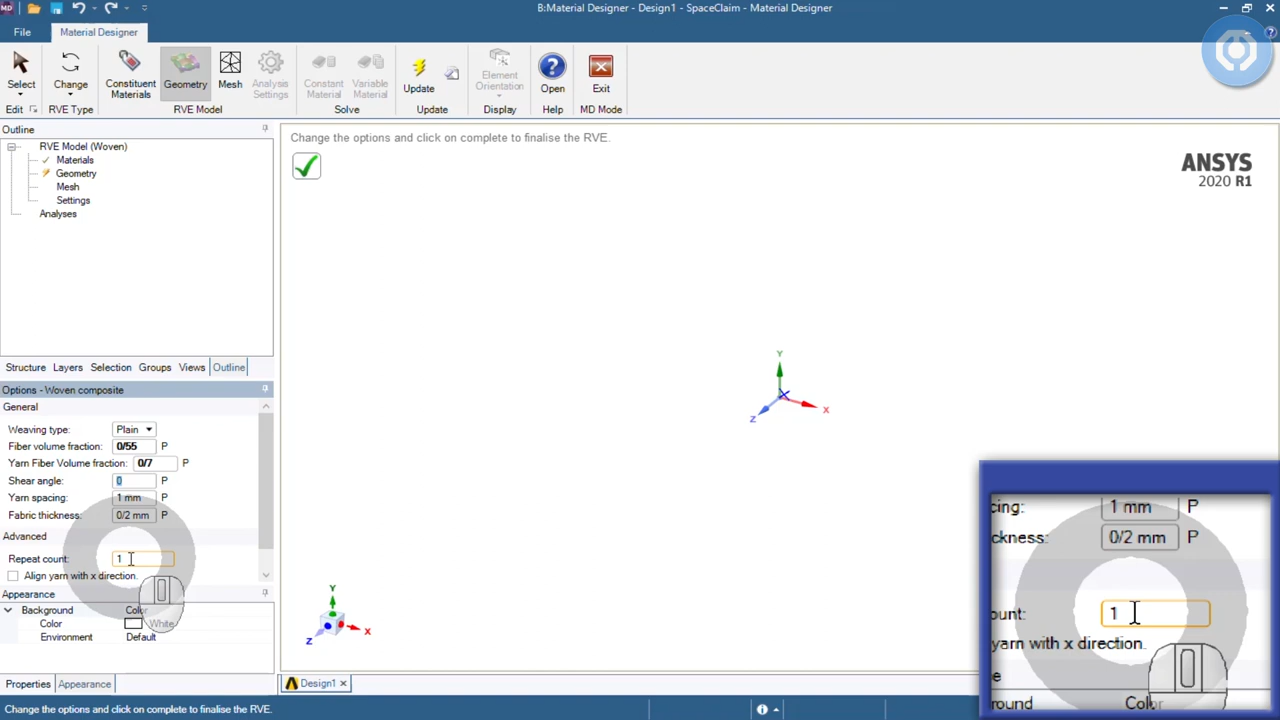 MD
B:Material Designer - Design1 - SpaceClaim - Material Designer
File
Material Designer
Select
Change
Constituent Materials
Geometry
Mesh
Analysis Settings
Constant Material
Variable Material
Update
Element Orientation
Open
Exit
Edit
RVE Type
RVE Model
Solve
Update
Display
Help
MD Mode
Outline
RVE Model (Woven)
Materials
Geometry
Mesh
Settings
Analyses
Structure Layers Selection Groups Views Outline
Options - Woven composite
General
Weaving type: Plain
Fiber volume fraction: 0/55 P
Yarn Fiber Volume fraction: 0/7 P
Shear angle: 0 P
Yarn spacing: 1 mm P
Fabric thickness: 0/2 mm P
Advanced
Repeat count: 1
Align yarn with x direction.
Appearance
Background Color
Color White
Environment Default
Properties Appearance
Change the options and click on complete to finalise the RVE.
Change the options and click on complete to finalise the RVE.
ANSYS
2020 R1
Y
X
Z
Y
X
Z
Design1
cing: 1 mm P
ckness: 0/2 mm P
ount: 1
yarn with x direction.
e
round Color